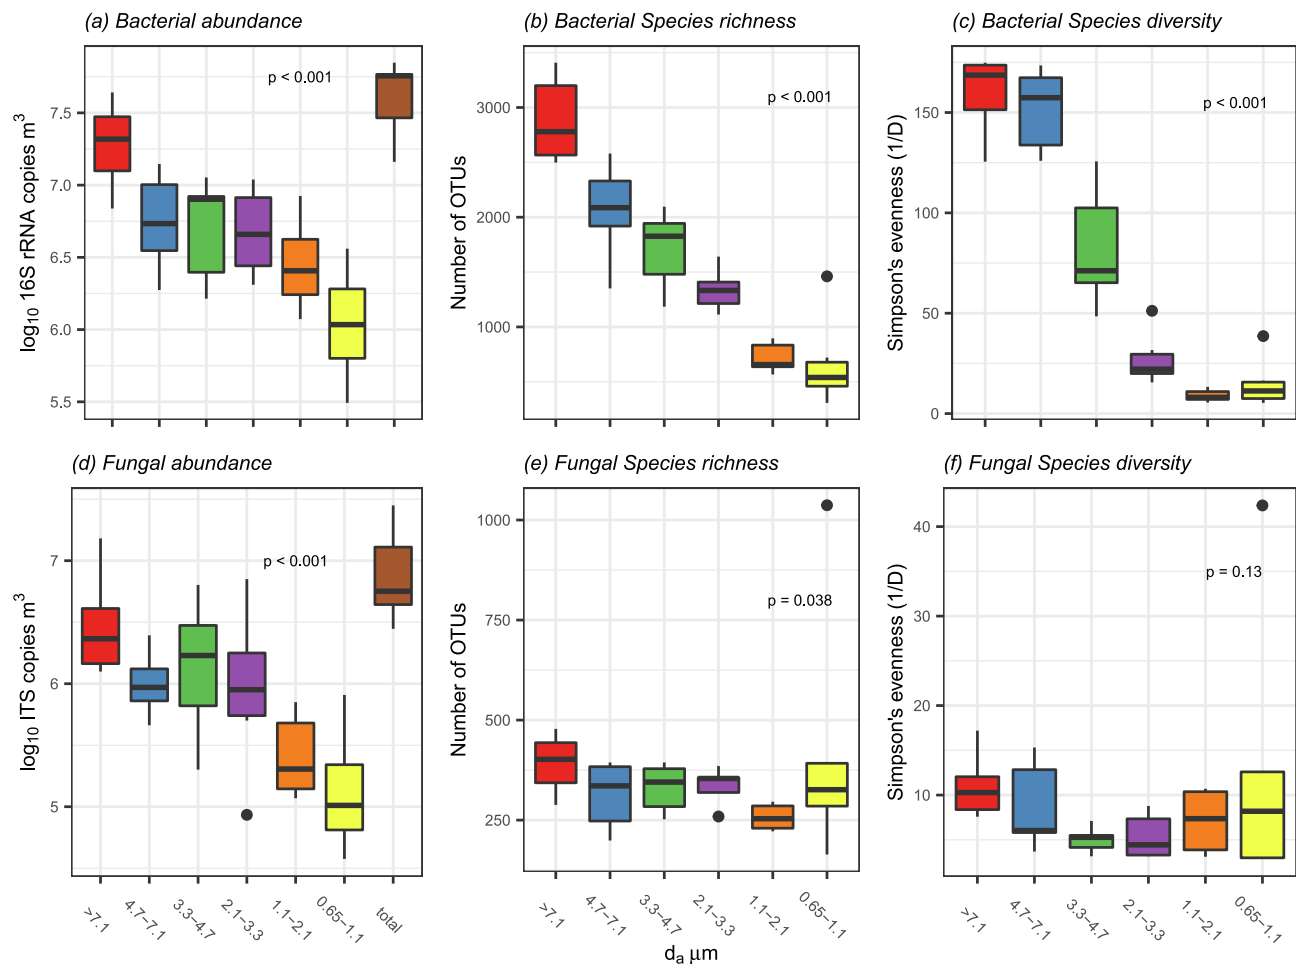 (a) Bacterial abundance
(b) Bacterial Species richness
(c) Bacterial Species diversity
log₁₀ 16S rRNA copies m³
7.5
7.0
6.5
6.0
5.5
p < 0.001
Number of OTUs
3000
2000
1000
p < 0.001
Simpson's evenness (1/D)
150
100
50
0
p < 0.001
(d) Fungal abundance
(e) Fungal Species richness
(f) Fungal Species diversity
log₁₀ ITS copies m³
7
6
5
p < 0.001
>7.1
4.7−7.1
3.3−4.7
2.1−3.3
1.1−2.1
0.65−1.1
total
Number of OTUs
1000
750
500
250
p = 0.038
>7.1
4.7−7.1
3.3−4.7
2.1−3.3
1.1−2.1
0.65−1.1
Simpson's evenness (1/D)
40
30
20
10
p = 0.13
>7.1
4.7−7.1
3.3−4.7
2.1−3.3
1.1−2.1
0.65−1.1
dₐ μm